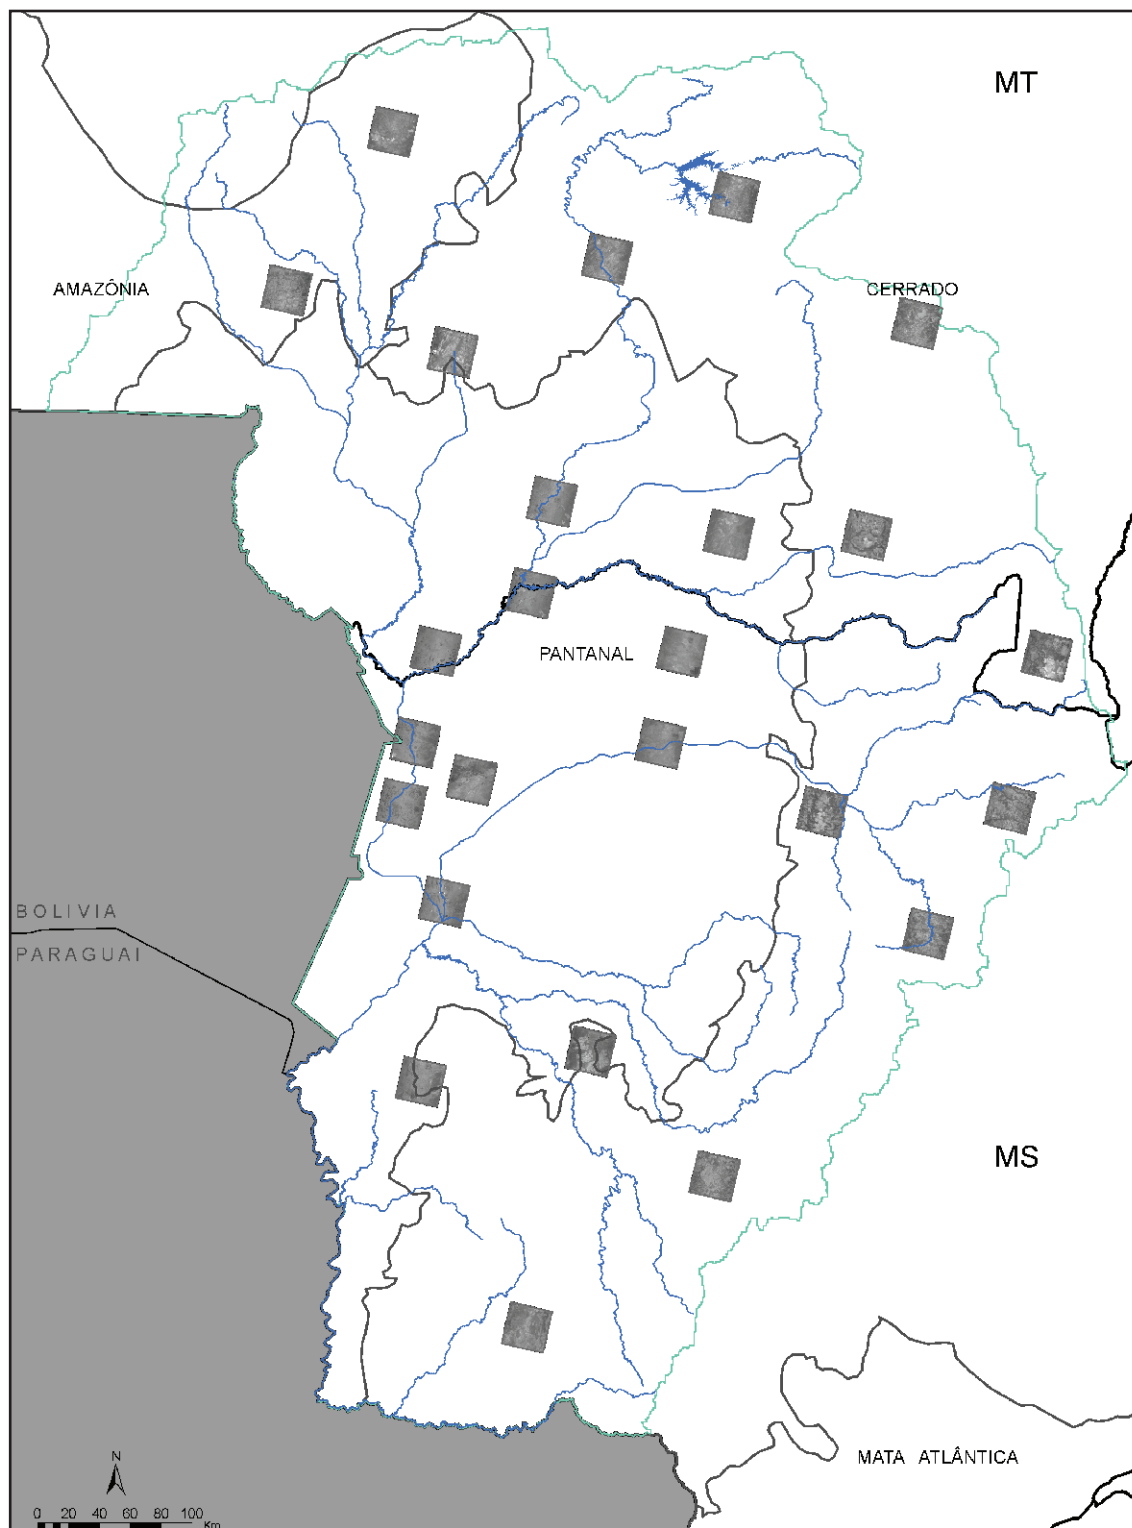 MT
AMAZÔNIA
CERRADO
PANTANAL
BOLIVIA
PARAGUAI
MS
MATA ATLÂNTICA
N
0 20 40 60 80 100
Km